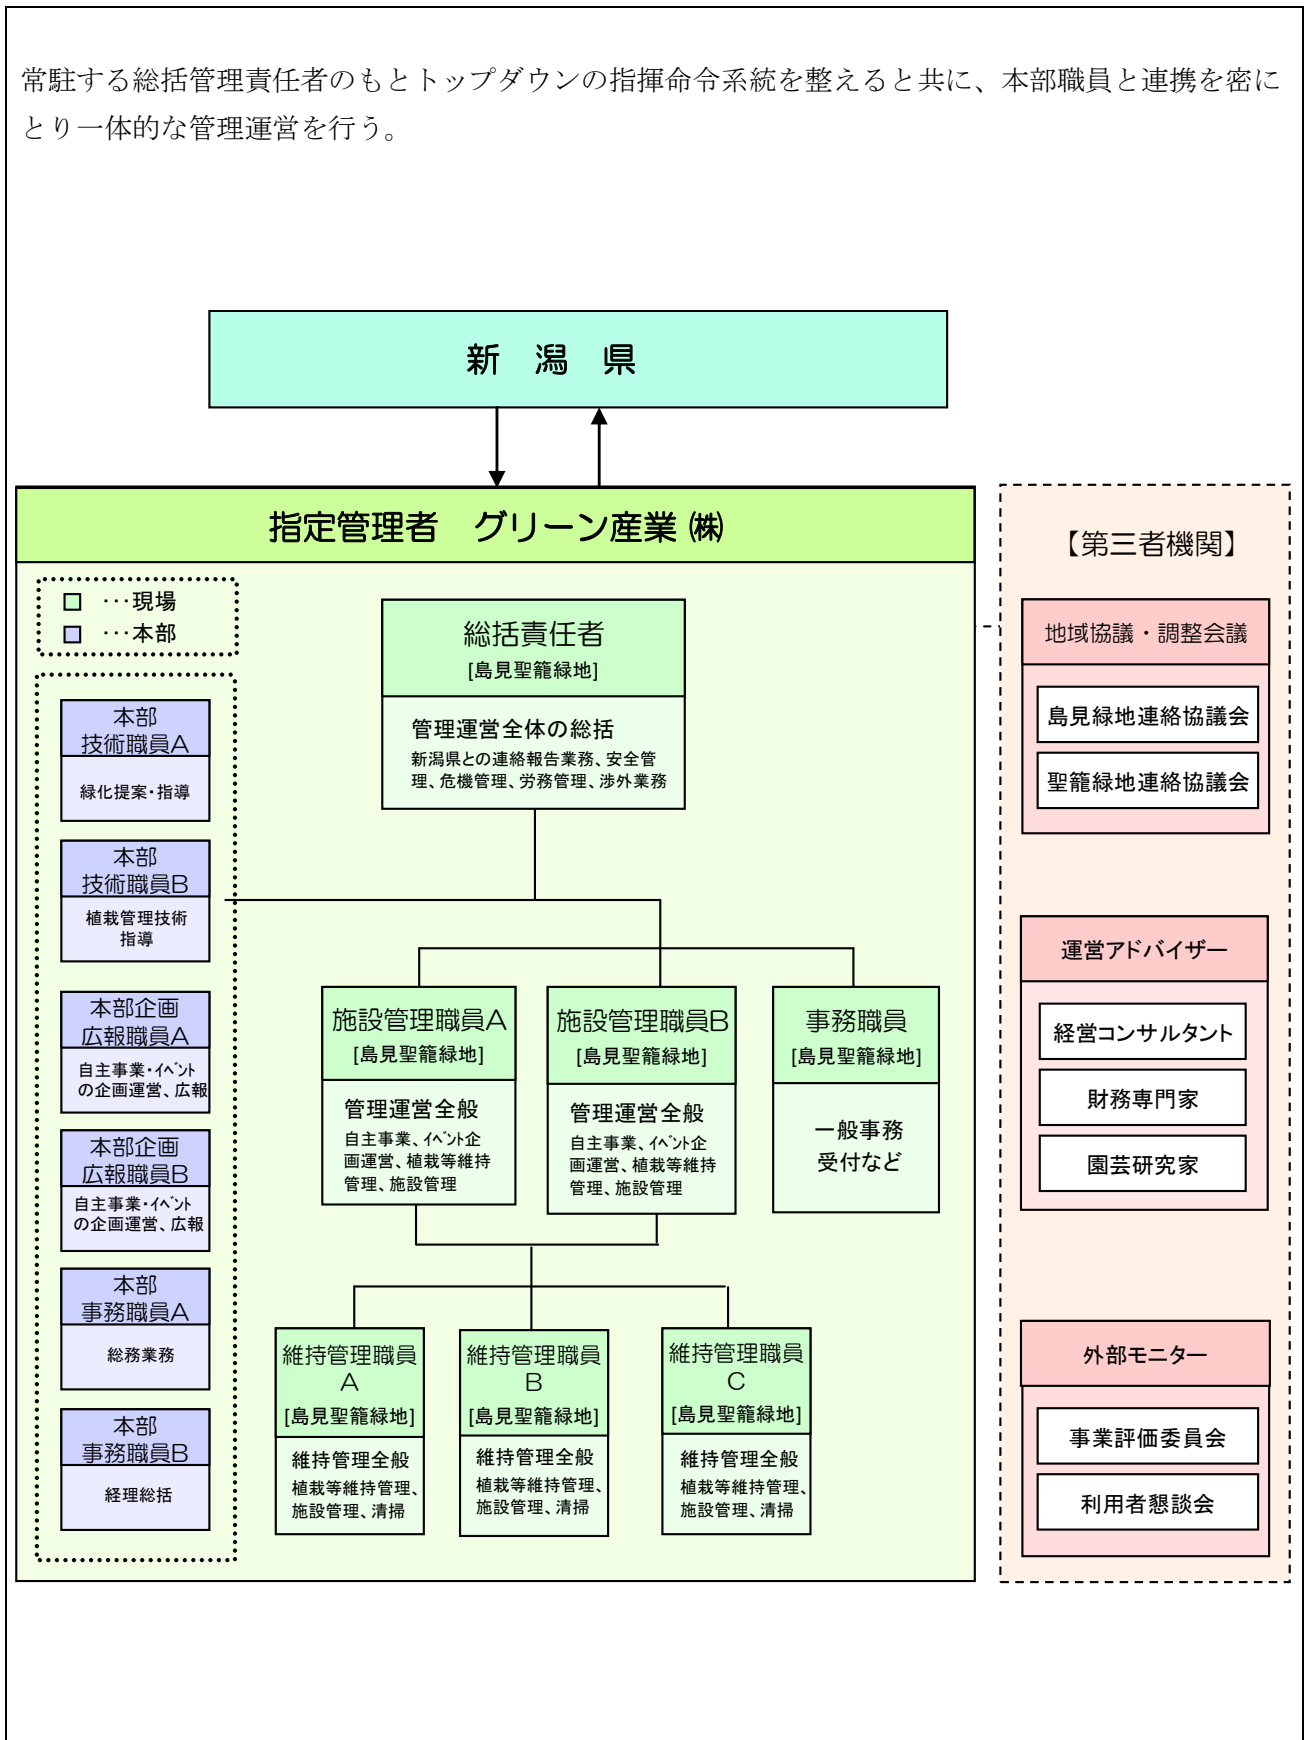 常駐する総括管理責任者のもとトップダウンの指揮命令系統を整えると共に、本部職員と連携を密に
とり一体的な管理運営を行う。
新　潟　県
指定管理者　グリーン産業㈱
□ …現場
□ …本部
総括責任者
[島見聖籠緑地]
管理運営全体の総括
新潟県との連絡報告業務、安全管
理、危機管理、労務管理、渉外業務
本部
技術職員A
緑化提案・指導
本部
技術職員B
植栽管理技術
指導
本部企画
広報職員A
自主事業・ｲﾍﾞﾝﾄ
の企画運営、広報
本部企画
広報職員B
自主事業・ｲﾍﾞﾝﾄ
の企画運営、広報
本部
事務職員A
総務業務
本部
事務職員B
経理総括
施設管理職員A
[島見聖籠緑地]
管理運営全般
自主事業、ｲﾍﾞﾝﾄ企
画運営、植栽等維持
管理、施設管理
施設管理職員B
[島見聖籠緑地]
管理運営全般
自主事業、ｲﾍﾞﾝﾄ企
画運営、植栽等維持
管理、施設管理
事務職員
[島見聖籠緑地]
一般事務
受付など
維持管理職員
A
[島見聖籠緑地]
維持管理全般
植栽等維持管理、
施設管理、清掃
維持管理職員
B
[島見聖籠緑地]
維持管理全般
植栽等維持管理、
施設管理、清掃
維持管理職員
C
[島見聖籠緑地]
維持管理全般
植栽等維持管理、
施設管理、清掃
【第三者機関】
地域協議・調整会議
島見緑地連絡協議会
聖籠緑地連絡協議会
運営アドバイザー
経営コンサルタント
財務専門家
園芸研究家
外部モニター
事業評価委員会
利用者懇談会